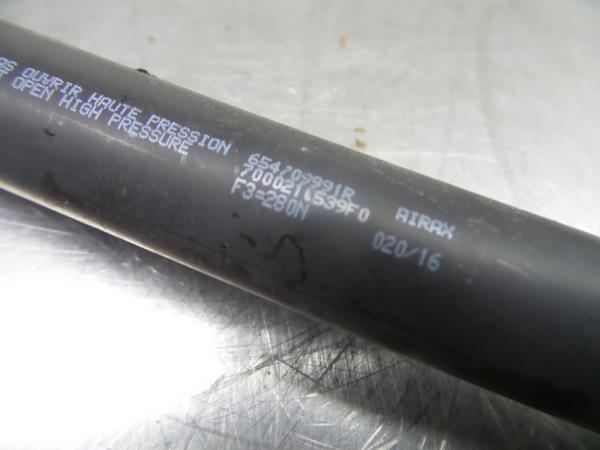 OUVRIR HAUTE PRESSION
OPEN HIGH PRESSURE
654709991R
F3=280N
AIRAX
020/16